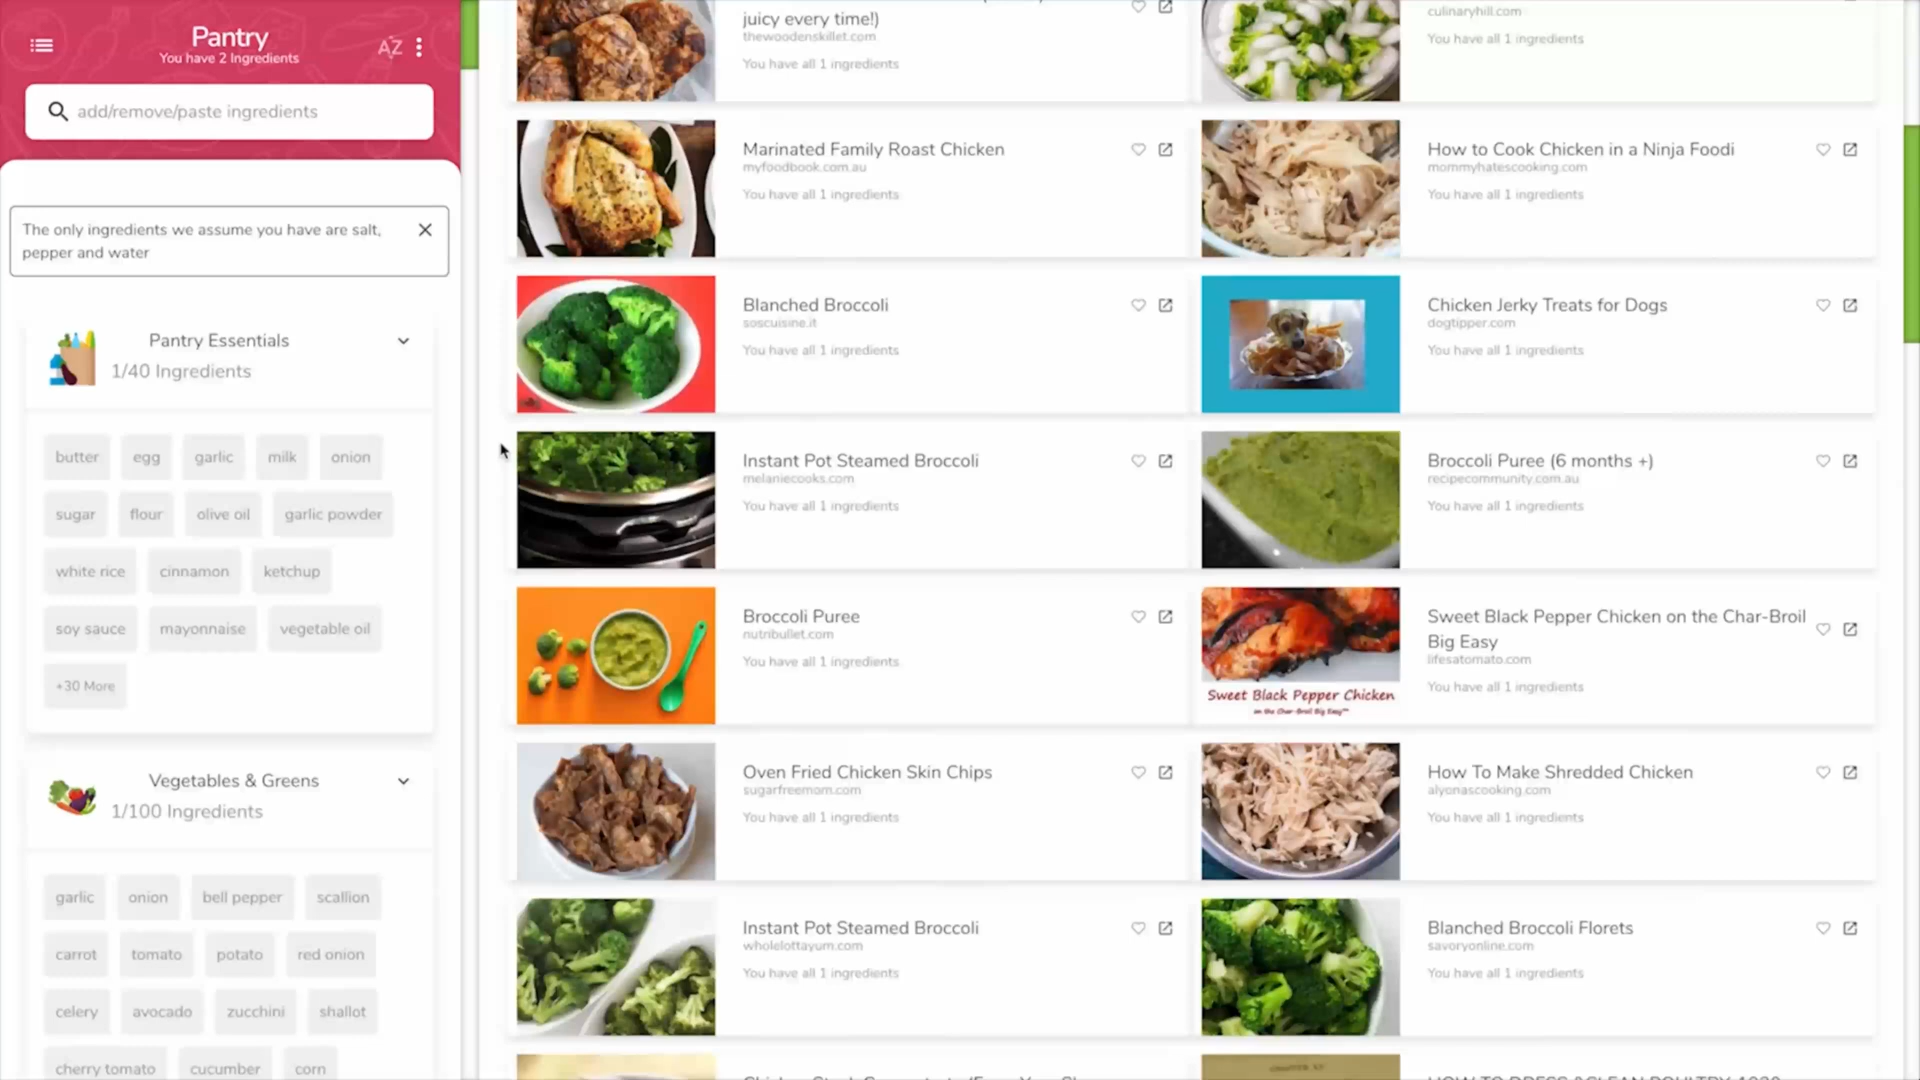 Pantry
You have 2 Ingredients
AZ
add/remove/paste ingredients
The only ingredients we assume you have are salt,
pepper and water
Pantry Essentials
1/40 Ingredients
butter
egg
garlic
milk
onion
sugar
flour
olive oil
garlic powder
white rice
cinnamon
ketchup
soy sauce
mayonnaise
vegetable oil
+30 More
Vegetables & Greens
1/100 Ingredients
garlic
onion
bell pepper
scallion
carrot
tomato
potato
red onion
celery
avocado
zucchini
shallot
cherry tomato
cucumber
corn
juicy every time!)
thewoodenskillet.com
You have all 1 ingredients
culinaryhill.com
You have all 1 ingredients
Marinated Family Roast Chicken
myfoodbook.com.au
You have all 1 ingredients
How to Cook Chicken in a Ninja Foodi
mommyhatescooking.com
You have all 1 ingredients
Blanched Broccoli
soscuisine.it
You have all 1 ingredients
Chicken Jerky Treats for Dogs
dogtipper.com
You have all 1 ingredients
Instant Pot Steamed Broccoli
melaniecooks.com
You have all 1 ingredients
Broccoli Puree (6 months +)
recipecommunity.com.au
You have all 1 ingredients
Broccoli Puree
nutribullet.com
You have all 1 ingredients
Sweet Black Pepper Chicken
on the Char-Broil Big Easy™
Sweet Black Pepper Chicken on the Char-Broil
Big Easy
lifesatomato.com
You have all 1 ingredients
Oven Fried Chicken Skin Chips
sugarfreemom.com
You have all 1 ingredients
How To Make Shredded Chicken
alyonascooking.com
You have all 1 ingredients
Instant Pot Steamed Broccoli
wholelottayum.com
You have all 1 ingredients
Blanched Broccoli Florets
savoryonline.com
You have all 1 ingredients